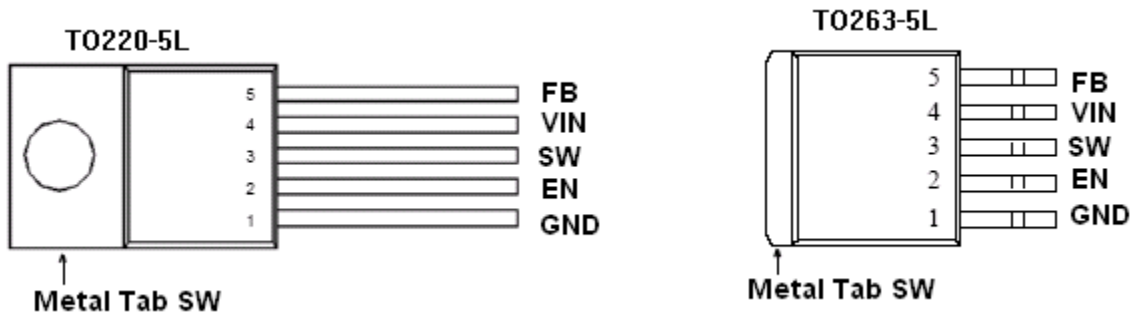 TO220-5L
5 FB
4 VIN
3 SW
2 EN
1 GND
Metal Tab SW
TO263-5L
5 FB
4 VIN
3 SW
2 EN
1 GND
Metal Tab SW